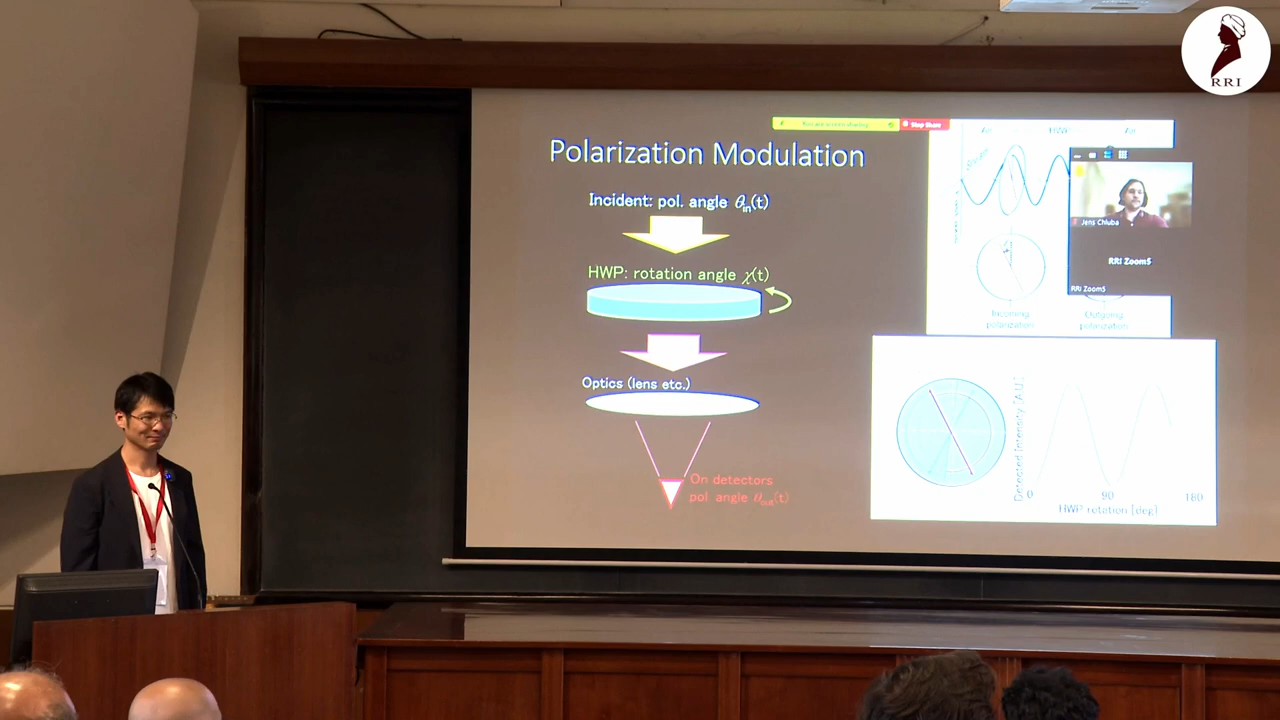 RRI
Stop Share
Polarization Modulation
Incident: pol. angle θin(t)
HWP: rotation angle χ(t)
Optics (lens etc.)
On detectors
pol angle θout(t)
HWP
Jens Chluba
RRI Zoom5
RRI Zoom5
Incoming
polarization
Outgoing
polarization
Detected Intensity [A.U.]
0
90
180
HWP rotation [deg]